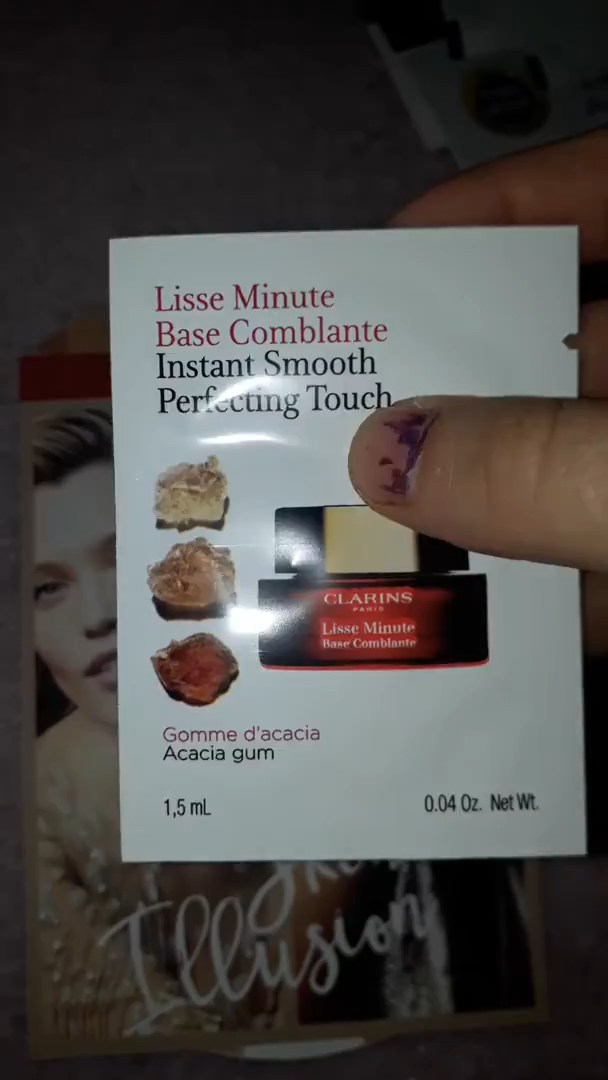 Lisse Minute
Base Comblante
Instant Smooth
Perfecting Touch
CLARINS
PARIS
Lisse Minute
Base Comblante
Gomme d'acacia
Acacia gum
1,5 mL
0.04 Oz. Net Wt.
Illusion